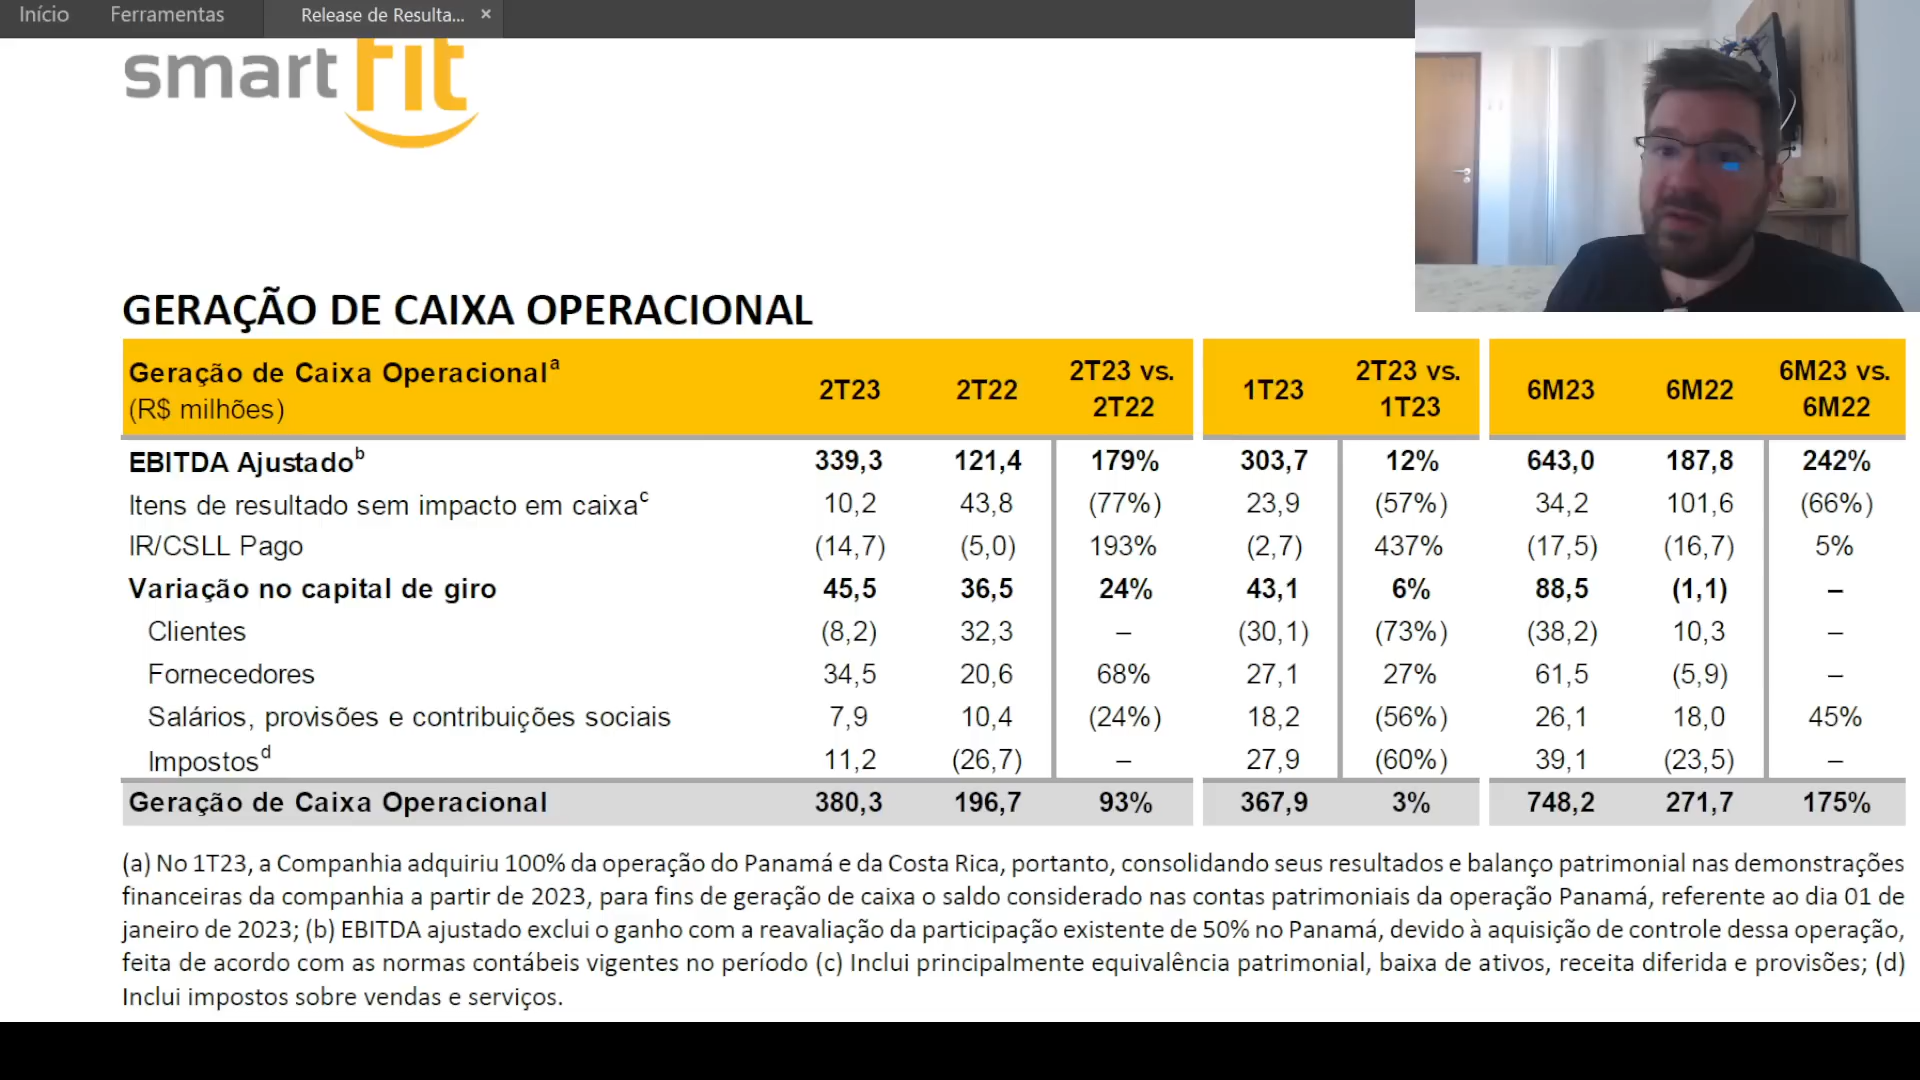 Início Ferramentas Release de Resulta... ×
smart fit
GERAÇÃO DE CAIXA OPERACIONAL
Geração de Caixa Operacionalᵃ (R$ milhões) 2T23 2T22 2T23 vs. 2T22 1T23 2T23 vs. 1T23 6M23 6M22 6M23 vs. 6M22
EBITDA Ajustadoᵇ 339,3 121,4 179% 303,7 12% 643,0 187,8 242%
Itens de resultado sem impacto em caixaᶜ 10,2 43,8 (77%) 23,9 (57%) 34,2 101,6 (66%)
IR/CSLL Pago (14,7) (5,0) 193% (2,7) 437% (17,5) (16,7) 5%
Variação no capital de giro 45,5 36,5 24% 43,1 6% 88,5 (1,1) –
Clientes (8,2) 32,3 – (30,1) (73%) (38,2) 10,3 –
Fornecedores 34,5 20,6 68% 27,1 27% 61,5 (5,9) –
Salários, provisões e contribuições sociais 7,9 10,4 (24%) 18,2 (56%) 26,1 18,0 45%
Impostosᵈ 11,2 (26,7) – 27,9 (60%) 39,1 (23,5) –
Geração de Caixa Operacional 380,3 196,7 93% 367,9 3% 748,2 271,7 175%
(a) No 1T23, a Companhia adquiriu 100% da operação do Panamá e da Costa Rica, portanto, consolidando seus resultados e balanço patrimonial nas demonstrações
financeiras da companhia a partir de 2023, para fins de geração de caixa o saldo considerado nas contas patrimoniais da operação Panamá, referente ao dia 01 de
janeiro de 2023; (b) EBITDA ajustado exclui o ganho com a reavaliação da participação existente de 50% no Panamá, devido à aquisição de controle dessa operação,
feita de acordo com as normas contábeis vigentes no período (c) Inclui principalmente equivalência patrimonial, baixa de ativos, receita diferida e provisões; (d)
Inclui impostos sobre vendas e serviços.